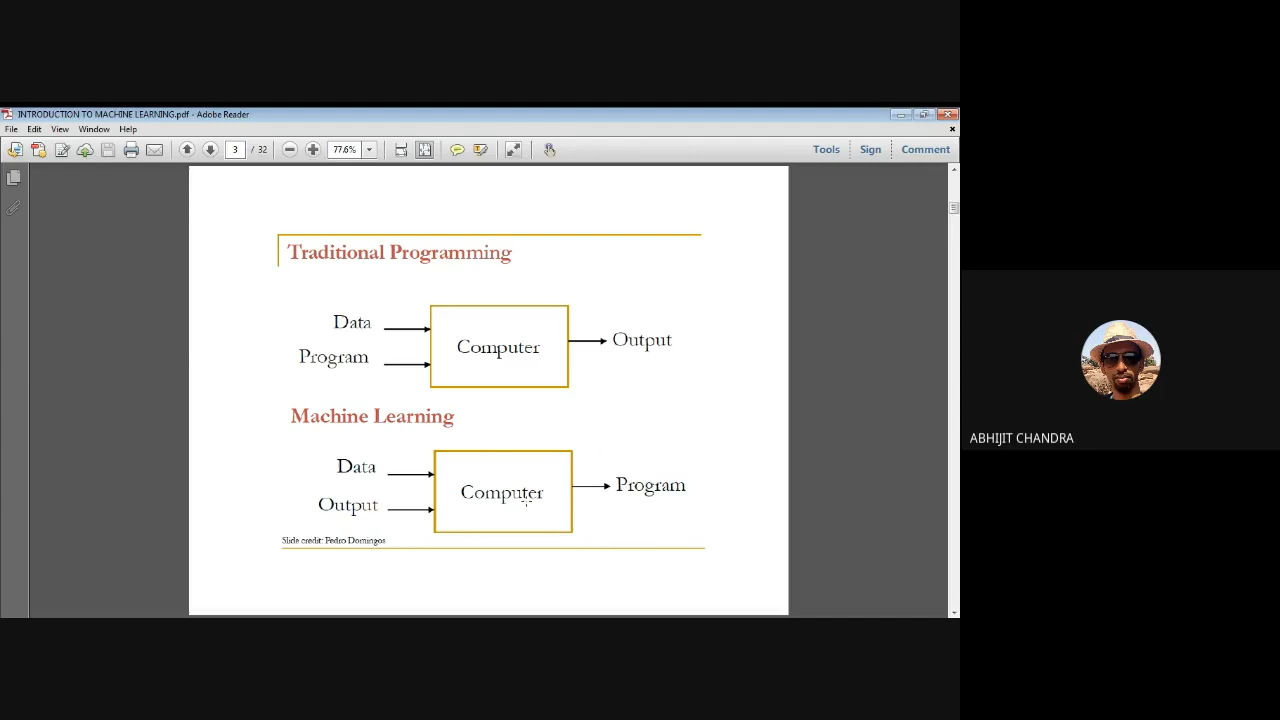 INTRODUCTION TO MACHINE LEARNING.pdf - Adobe Reader
File Edit View Window Help
3 / 32 77.6% Tools Sign Comment
Traditional Programming
Data
Program
Computer
Output
Machine Learning
Data
Output
Computer
Program
Slide credit: Pedro Domingos
ABHIJIT CHANDRA